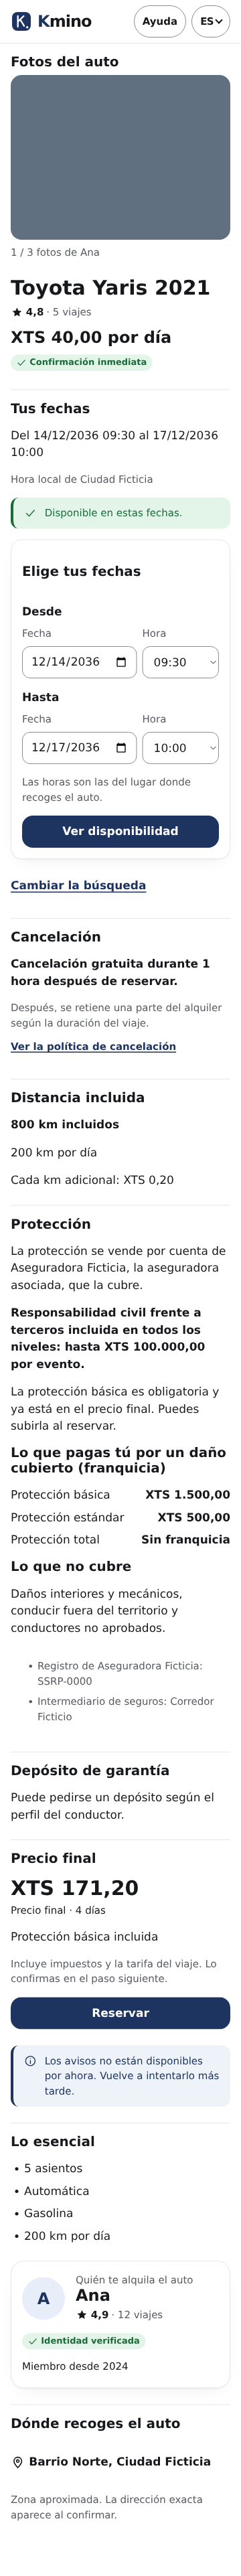 Kmino
Ayuda
ES
Fotos del auto
1 / 3 fotos de Ana
Toyota Yaris 2021
★ 4,8 · 5 viajes
XTS 40,00 por día
Confirmación inmediata
Tus fechas
Del 14/12/2036 09:30 al 17/12/2036
10:00
Hora local de Ciudad Ficticia
Disponible en estas fechas.
Elige tus fechas
Desde
Fecha Hora
12/14/2036 09:30
Hasta
Fecha Hora
12/17/2036 10:00
Las horas son las del lugar donde
recoges el auto.
Ver disponibilidad
Cambiar la búsqueda
Cancelación
Cancelación gratuita durante 1
hora después de reservar.
Después, se retiene una parte del alquiler
según la duración del viaje.
Ver la política de cancelación
Distancia incluida
800 km incluidos
200 km por día
Cada km adicional: XTS 0,20
Protección
La protección se vende por cuenta de
Aseguradora Ficticia, la aseguradora
asociada, que la cubre.
Responsabilidad civil frente a
terceros incluida en todos los
niveles: hasta XTS 100.000,00
por evento.
La protección básica es obligatoria y
ya está en el precio final. Puedes
subirla al reservar.
Lo que pagas tú por un daño
cubierto (franquicia)
Protección básica XTS 1.500,00
Protección estándar XTS 500,00
Protección total Sin franquicia
Lo que no cubre
Daños interiores y mecánicos,
conducir fuera del territorio y
conductores no aprobados.
• Registro de Aseguradora Ficticia:
SSRP-0000
• Intermediario de seguros: Corredor
Ficticio
Depósito de garantía
Puede pedirse un depósito según el
perfil del conductor.
Precio final
XTS 171,20
Precio final · 4 días
Protección básica incluida
Incluye impuestos y la tarifa del viaje. Lo
confirmas en el paso siguiente.
Reservar
Los avisos no están disponibles
por ahora. Vuelve a intentarlo más
tarde.
Lo esencial
• 5 asientos
• Automática
• Gasolina
• 200 km por día
A
Quién te alquila el auto
Ana
★ 4,9 · 12 viajes
Identidad verificada
Miembro desde 2024
Dónde recoges el auto
Barrio Norte, Ciudad Ficticia
Zona aproximada. La dirección exacta
aparece al confirmar.